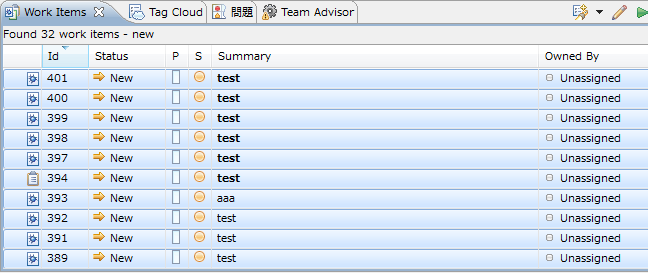 Work Items Tag Cloud 問題 Team Advisor
Found 32 work items - new
Id Status P S Summary Owned By
401 New test Unassigned
400 New test Unassigned
399 New test Unassigned
398 New test Unassigned
397 New test Unassigned
394 New test Unassigned
393 New aaa Unassigned
392 New test Unassigned
391 New test Unassigned
389 New test Unassigned